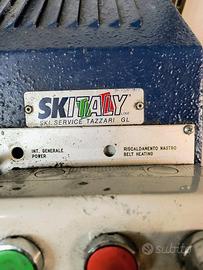 SKITALY
SKI SERVICE TAZZARI GL
INT. GENERALE
POWER
RISCALDAMENTO NASTRO
BELT HEATING
subito